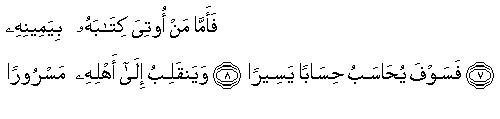 فَأَمَّا مَنْ أُوتِىَ كِتَٰبَهُۥ بِيَمِينِهِۦ
﴿٧﴾ فَسَوْفَ يُحَاسَبُ حِسَابًا يَسِيرًا ﴿٨﴾ وَيَنقَلِبُ إِلَىٰٓ أَهْلِهِۦ مَسْرُورًا